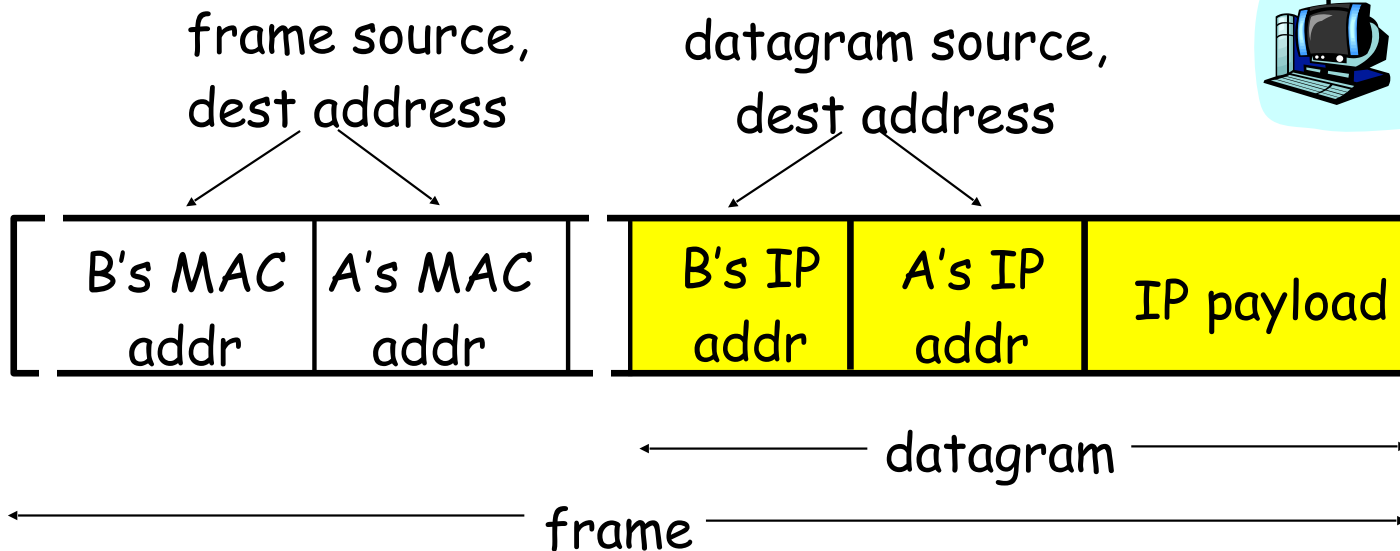 frame source,
dest address
datagram source,
dest address
B's MAC
addr
A's MAC
addr
B's IP
addr
A's IP
addr
IP payload
datagram
frame